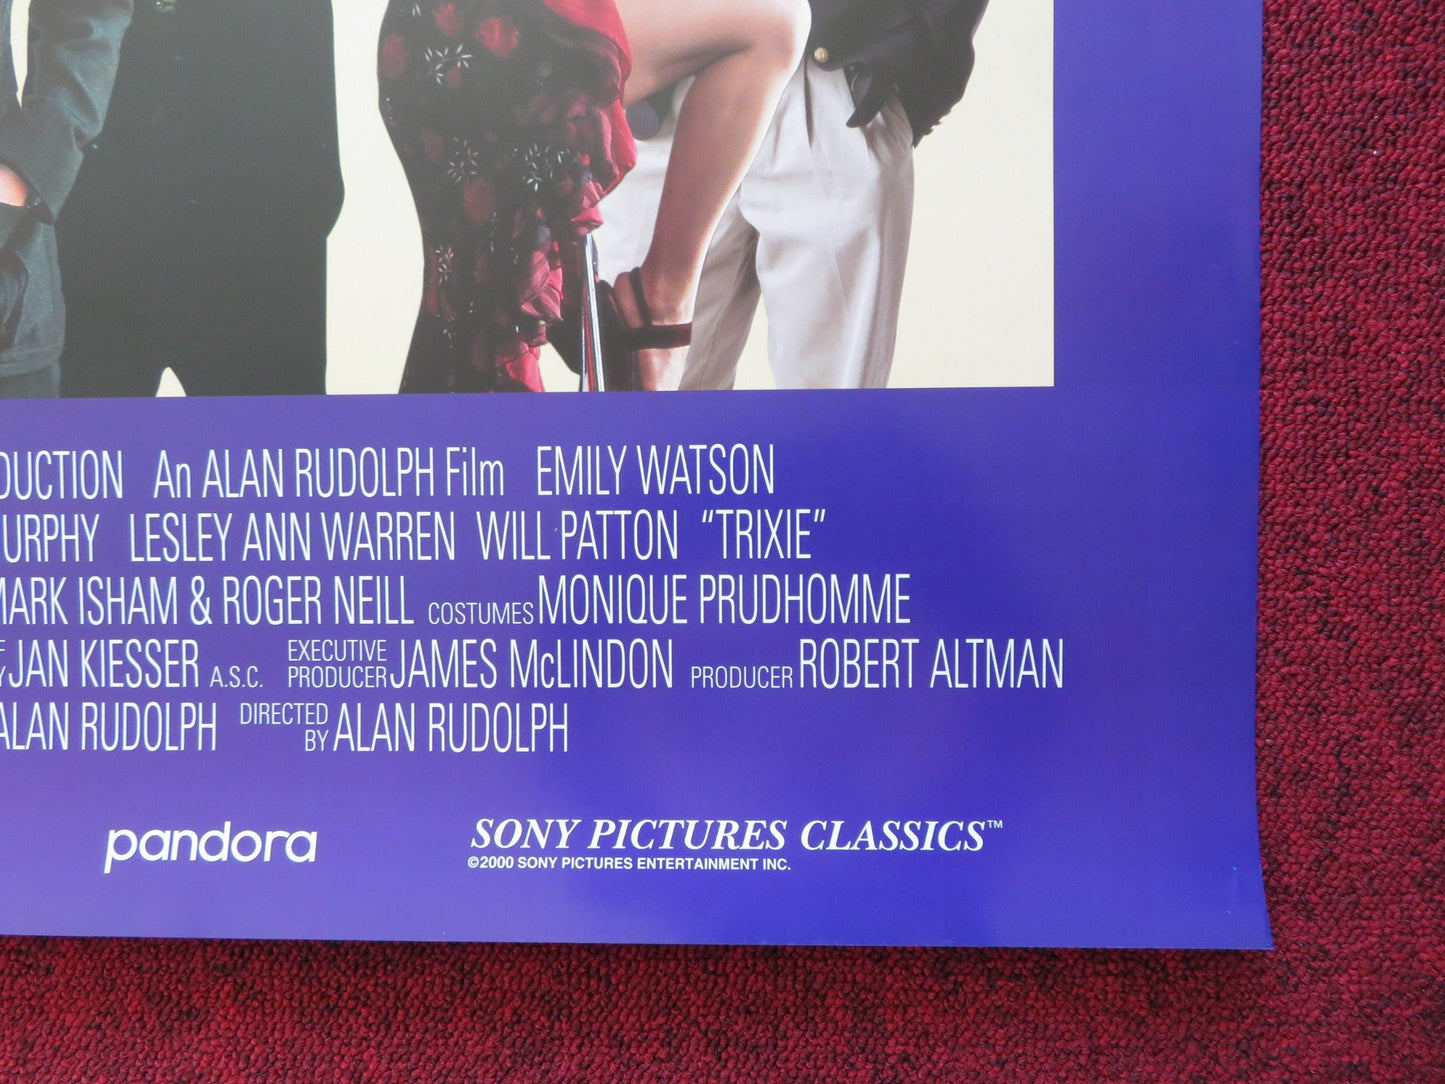 An ALAN RUDOLPH Film EMILY WATSON
LESLEY ANN WARREN WILL PATTON “TRIXIE”
MARK ISHAM & ROGER NEILL COSTUMES MONIQUE PRUDHOMME
JAN KIESSER A.S.C. EXECUTIVE PRODUCER JAMES McLINDON PRODUCER ROBERT ALTMAN
ALAN RUDOLPH DIRECTED BY ALAN RUDOLPH
pandora
SONY PICTURES CLASSICS™
©2000 SONY PICTURES ENTERTAINMENT INC.